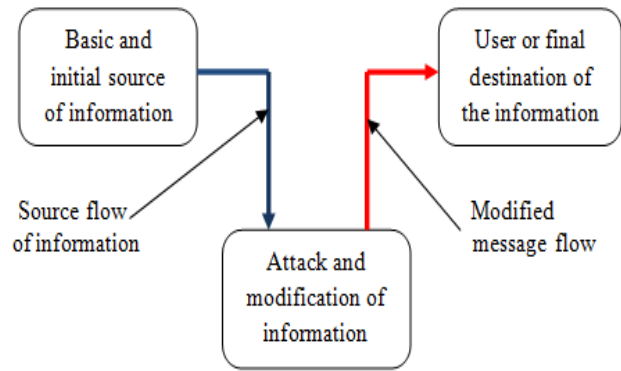 Basic and
initial source
of information
User or final
destination of
the information
Source flow
of information
Modified
message flow
Attack and
modification of
information